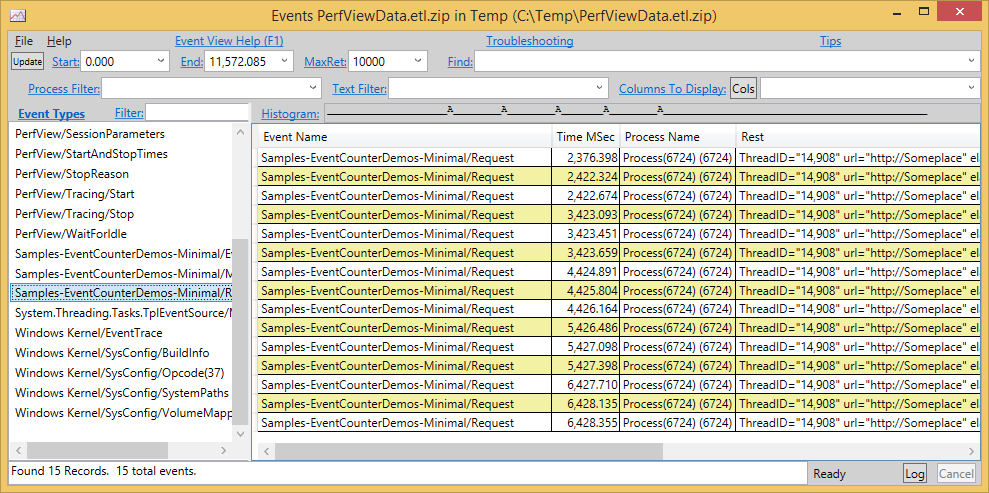 Events PerfViewData.etl.zip in Temp (C:\Temp\PerfViewData.etl.zip)
File Help Event View Help (F1) Troubleshooting Tips
Update Start: 0.000 End: 11,572.085 MaxRet: 10000 Find:
Process Filter: Text Filter: Columns To Display: Cols
Event Types Filter: Histogram: A A A A A
PerfView/SessionParameters
PerfView/StartAndStopTimes
PerfView/StopReason
PerfView/Tracing/Start
PerfView/Tracing/Stop
PerfView/WaitForIdle
Samples-EventCounterDemos-Minimal/E
Samples-EventCounterDemos-Minimal/M
Samples-EventCounterDemos-Minimal/R
System.Threading.Tasks.TplEventSource/M
Windows Kernel/EventTrace
Windows Kernel/SysConfig/BuildInfo
Windows Kernel/SysConfig/Opcode(37)
Windows Kernel/SysConfig/SystemPaths
Windows Kernel/SysConfig/VolumeMapp
Event Name Time MSec Process Name Rest
Samples-EventCounterDemos-Minimal/Request 2,376.398 Process(6724) (6724) ThreadID="14,908" url="http://Someplace" el
Samples-EventCounterDemos-Minimal/Request 2,422.324 Process(6724) (6724) ThreadID="14,908" url="http://Someplace" el
Samples-EventCounterDemos-Minimal/Request 2,422.674 Process(6724) (6724) ThreadID="14,908" url="http://Someplace" el
Samples-EventCounterDemos-Minimal/Request 3,423.093 Process(6724) (6724) ThreadID="14,908" url="http://Someplace" el
Samples-EventCounterDemos-Minimal/Request 3,423.451 Process(6724) (6724) ThreadID="14,908" url="http://Someplace" el
Samples-EventCounterDemos-Minimal/Request 3,423.659 Process(6724) (6724) ThreadID="14,908" url="http://Someplace" el
Samples-EventCounterDemos-Minimal/Request 4,424.891 Process(6724) (6724) ThreadID="14,908" url="http://Someplace" el
Samples-EventCounterDemos-Minimal/Request 4,425.804 Process(6724) (6724) ThreadID="14,908" url="http://Someplace" el
Samples-EventCounterDemos-Minimal/Request 4,426.164 Process(6724) (6724) ThreadID="14,908" url="http://Someplace" el
Samples-EventCounterDemos-Minimal/Request 5,426.486 Process(6724) (6724) ThreadID="14,908" url="http://Someplace" el
Samples-EventCounterDemos-Minimal/Request 5,427.098 Process(6724) (6724) ThreadID="14,908" url="http://Someplace" el
Samples-EventCounterDemos-Minimal/Request 5,427.398 Process(6724) (6724) ThreadID="14,908" url="http://Someplace" el
Samples-EventCounterDemos-Minimal/Request 6,427.710 Process(6724) (6724) ThreadID="14,908" url="http://Someplace" el
Samples-EventCounterDemos-Minimal/Request 6,428.135 Process(6724) (6724) ThreadID="14,908" url="http://Someplace" el
Samples-EventCounterDemos-Minimal/Request 6,428.355 Process(6724) (6724) ThreadID="14,908" url="http://Someplace" el
Found 15 Records. 15 total events. Ready Log Cancel